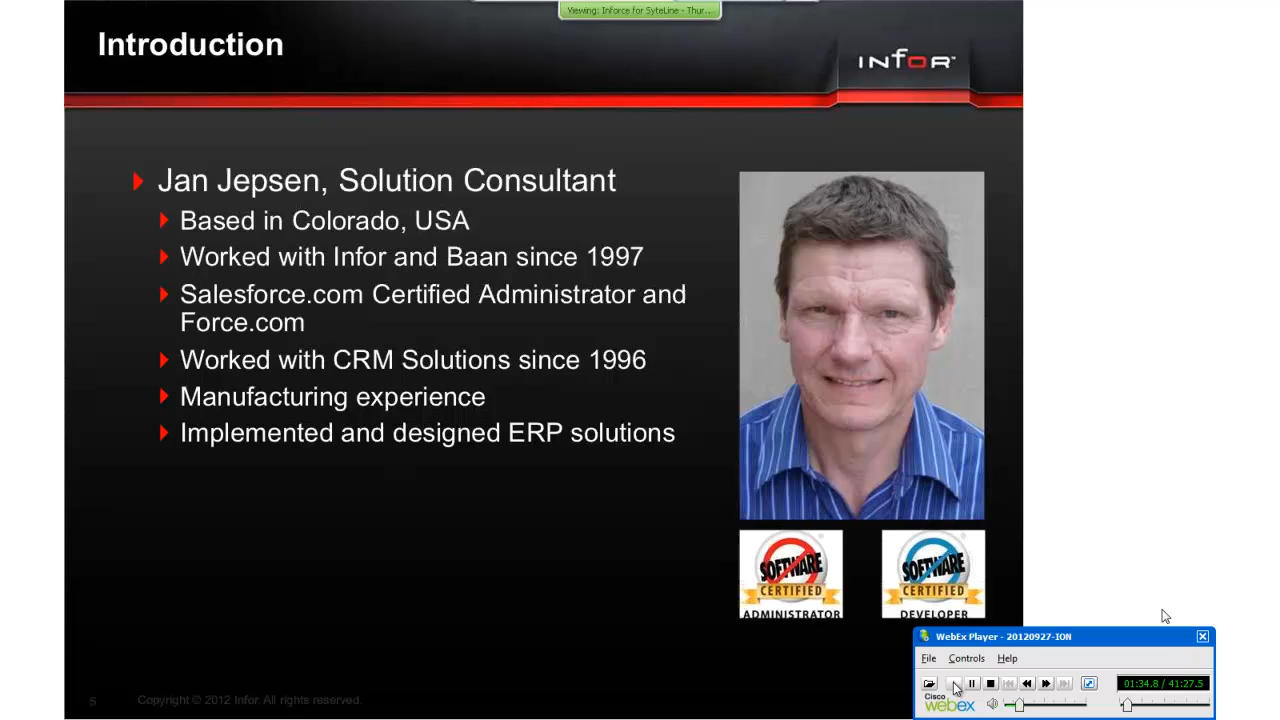 Viewing: Inforce for SyteLine - Thur...
Introduction
INFOR™
Jan Jepsen, Solution Consultant
Based in Colorado, USA
Worked with Infor and Baan since 1997
Salesforce.com Certified Administrator and
Force.com
Worked with CRM Solutions since 1996
Manufacturing experience
Implemented and designed ERP solutions
SOFTWARE
CERTIFIED
ADMINISTRATOR
SOFTWARE
CERTIFIED
DEVELOPER
5
Copyright © 2012 Infor. All rights reserved.
WebEx Player - 20120927-ION
File
Controls
Help
01:34.8 / 41:27.5
Cisco
webex